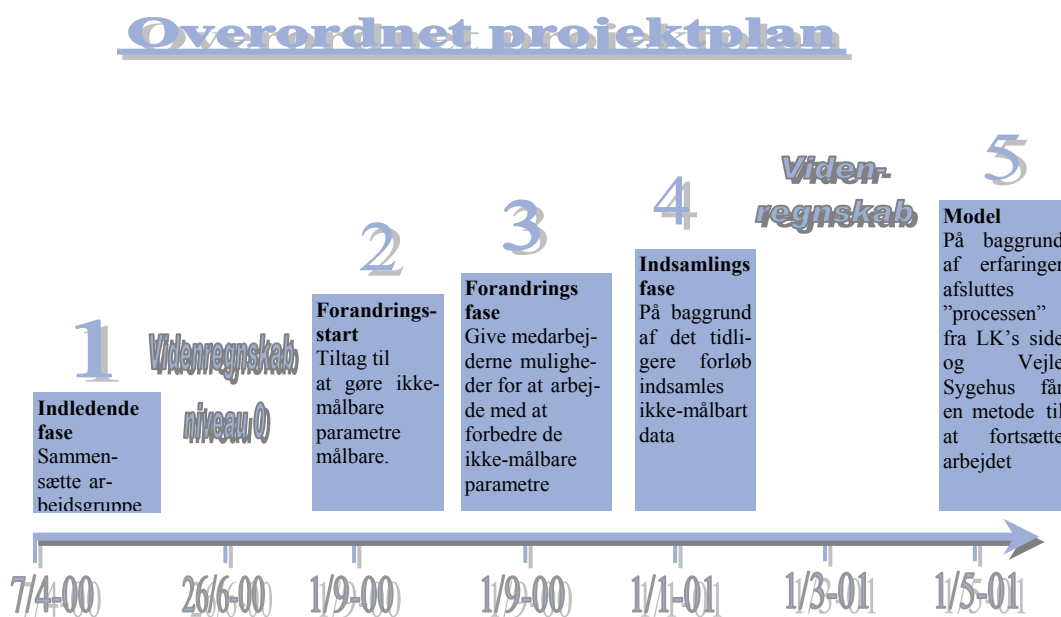 Overordnet projektplan
1
Indledende
fase
Sammen-
sætte ar-
bejdsgruppe
Videnregnskab
niveau 0
2
Forandrings-
start
Tiltag til
at gøre ikke-
målbare
parametre
målbare.
3
Forandrings
fase
Give medarbej-
derne mulighe-
der for at arbej-
de med at
forbedre de
ikke-målbare
parametre
4
Indsamlings
fase
På baggrund
af det tidli-
gere forløb
indsamles
ikke-målbart
data
Viden-
regnskab
5
Model
På baggrund
af erfaringer
afsluttes
”processen”
fra LK’s side
og Vejle
Sygehus får
en metode til
at fortsætte
arbejdet
7/4-00
26/6-00
1/9-00
1/9-00
1/1-01
1/3-01
1/5-01